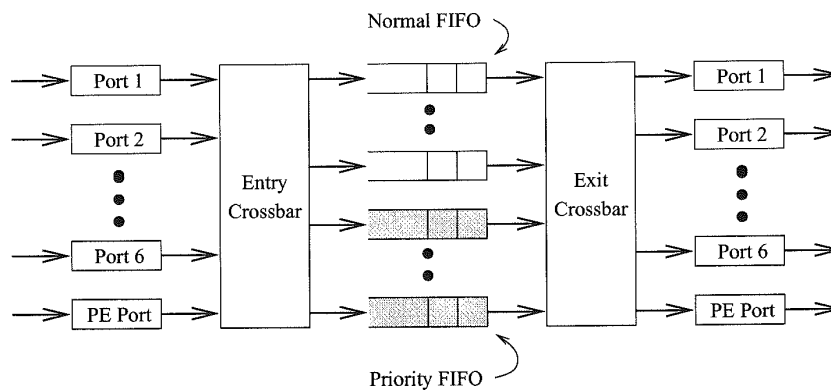 Normal FIFO
Port 1
Port 2
Port 6
PE Port
Entry
Crossbar
Exit
Crossbar
Port 1
Port 2
Port 6
PE Port
Priority FIFO